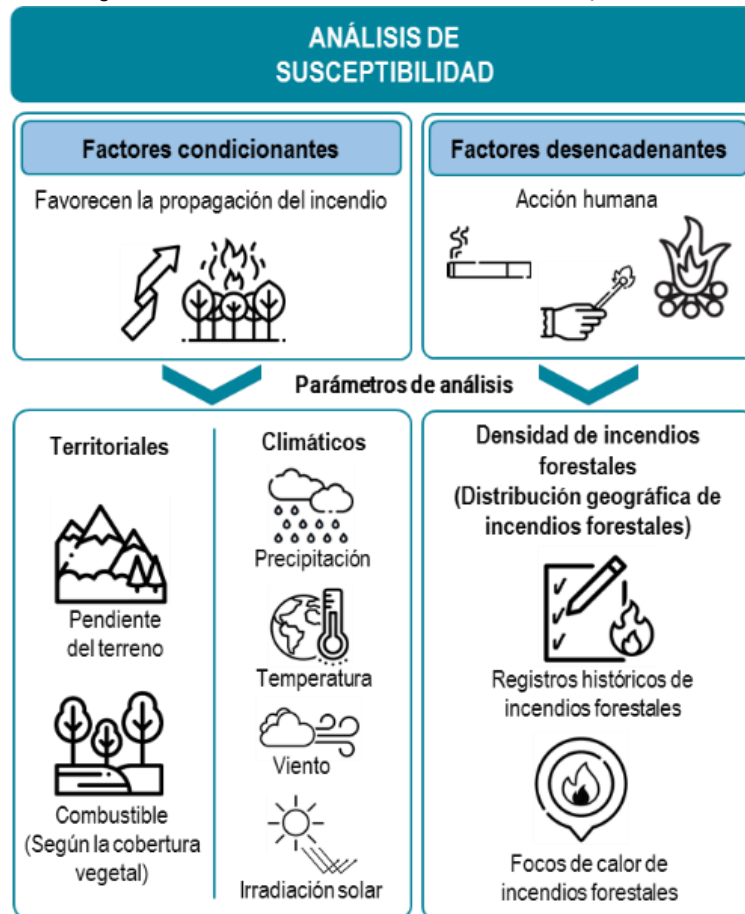 ANÁLISIS DE
SUSCEPTIBILIDAD
Factores condicionantes
Favorecen la propagación del incendio
Factores desencadenantes
Acción humana
Parámetros de análisis
Territoriales
Pendiente
del terreno
Combustible
(Según la cobertura
vegetal)
Climáticos
Precipitación
Temperatura
Viento
Irradiación solar
Densidad de incendios
forestales
(Distribución geográfica de
incendios forestales)
Registros históricos de
incendios forestales
Focos de calor de
incendios forestales